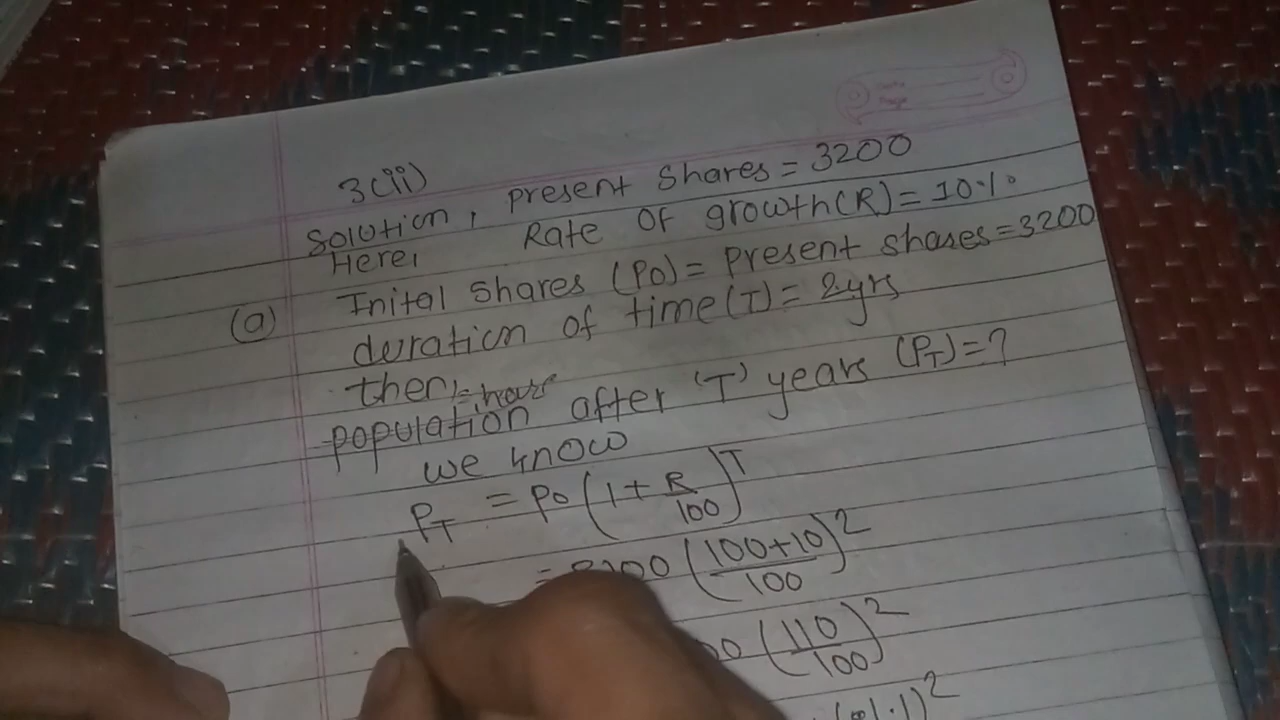 3(ii)
Solution, present shares = 3200
Here, Rate of growth(R) = 10%
(a) Inital shares (Po) = present shares = 3200
duration of time (T) = 2yrs
then,
population after 'T' years (PT) = ?
we know
PT = Po(1 + R/100)^T
= 00 (100+10/100)^2
(110/100)^2